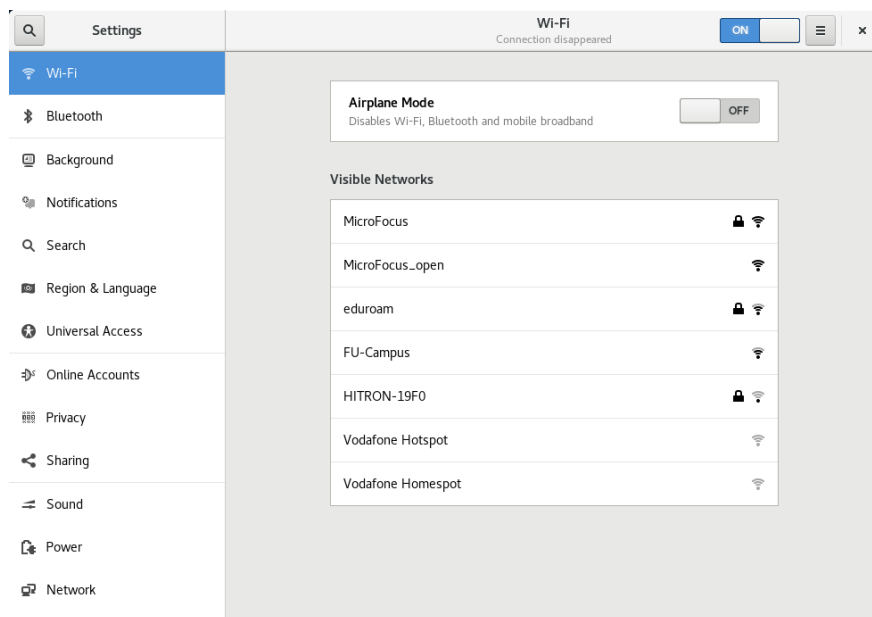 Settings
Wi-Fi
Connection disappeared
ON
Wi-Fi
Bluetooth
Background
Notifications
Search
Region & Language
Universal Access
Online Accounts
Privacy
Sharing
Sound
Power
Network
Airplane Mode
Disables Wi-Fi, Bluetooth and mobile broadband
OFF
Visible Networks
MicroFocus
MicroFocus_open
eduroam
FU-Campus
HITRON-19F0
Vodafone Hotspot
Vodafone Homespot